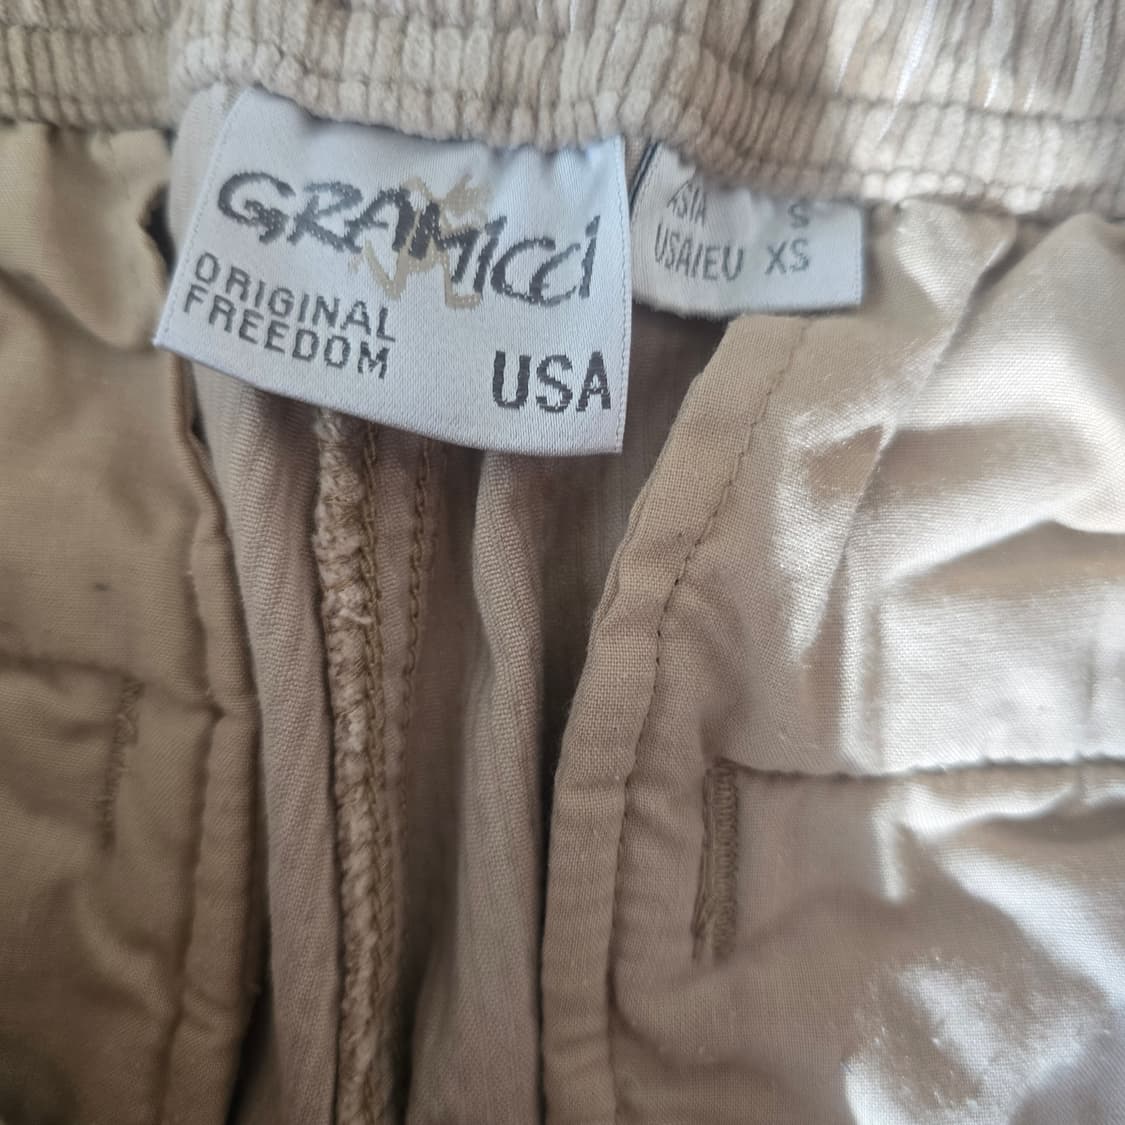 GRAMicci
ORIGINAL
FREEDOM
USA
ASIA S
USA/EU XS